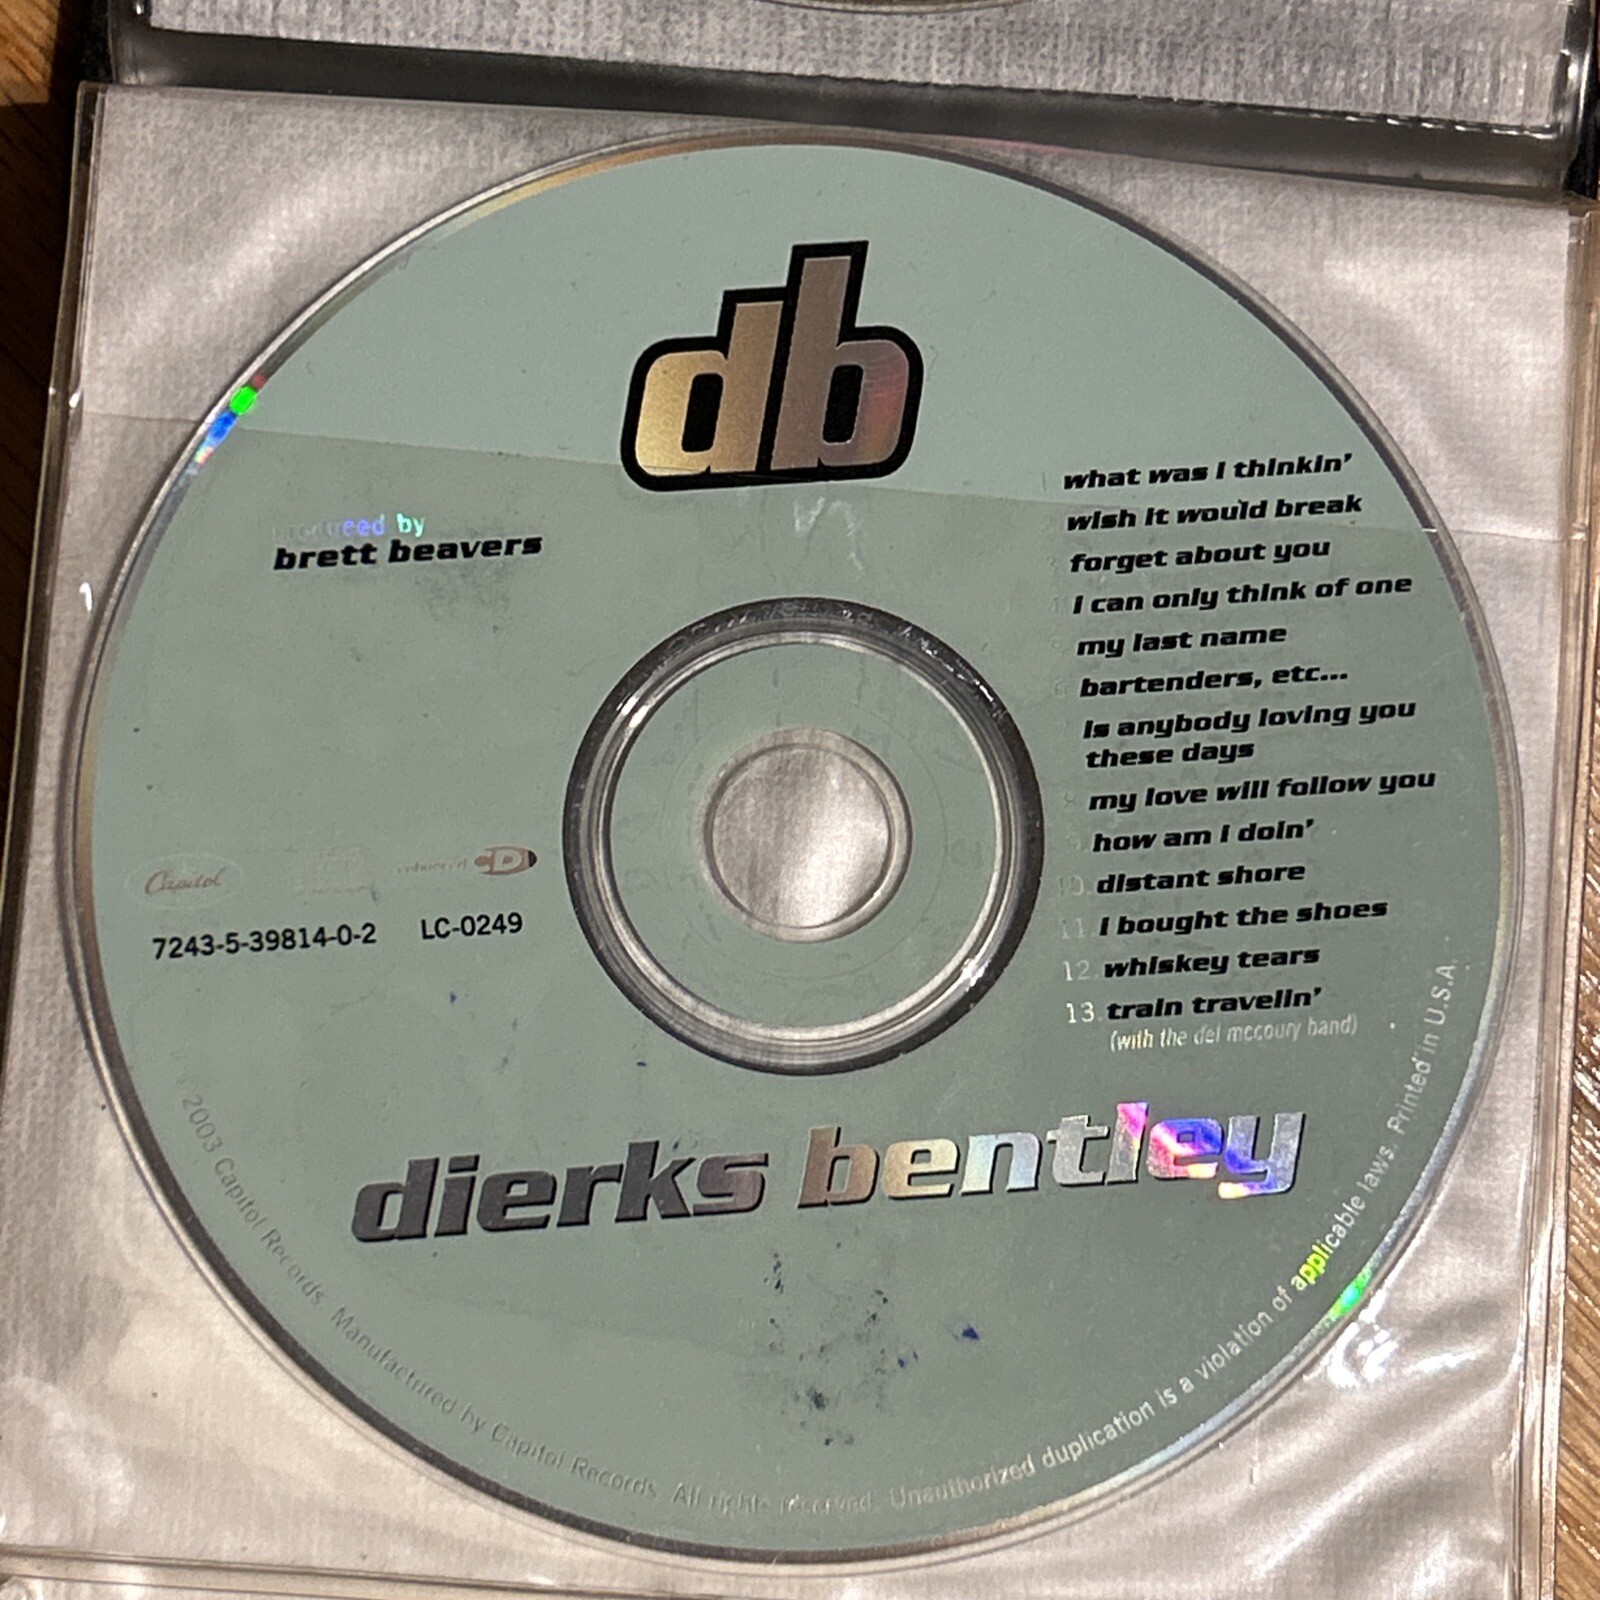 db
produced by
brett beavers
what was i thinkin'
wish it would break
forget about you
i can only think of one
my last name
bartenders, etc...
is anybody loving you
these days
8. my love will follow you
9. how am i doin'
10. distant shore
11. i bought the shoes
12. whiskey tears
13. train travelin'
(with the del mccoury band)
Capitol
enhanced CD
7243-5-39814-0-2 LC-0249
dierks bentley
2003 Capitol Records. Manufactured by Capitol Records. All rights reserved. Unauthorized duplication is a violation of applicable laws. Printed in U.S.A.